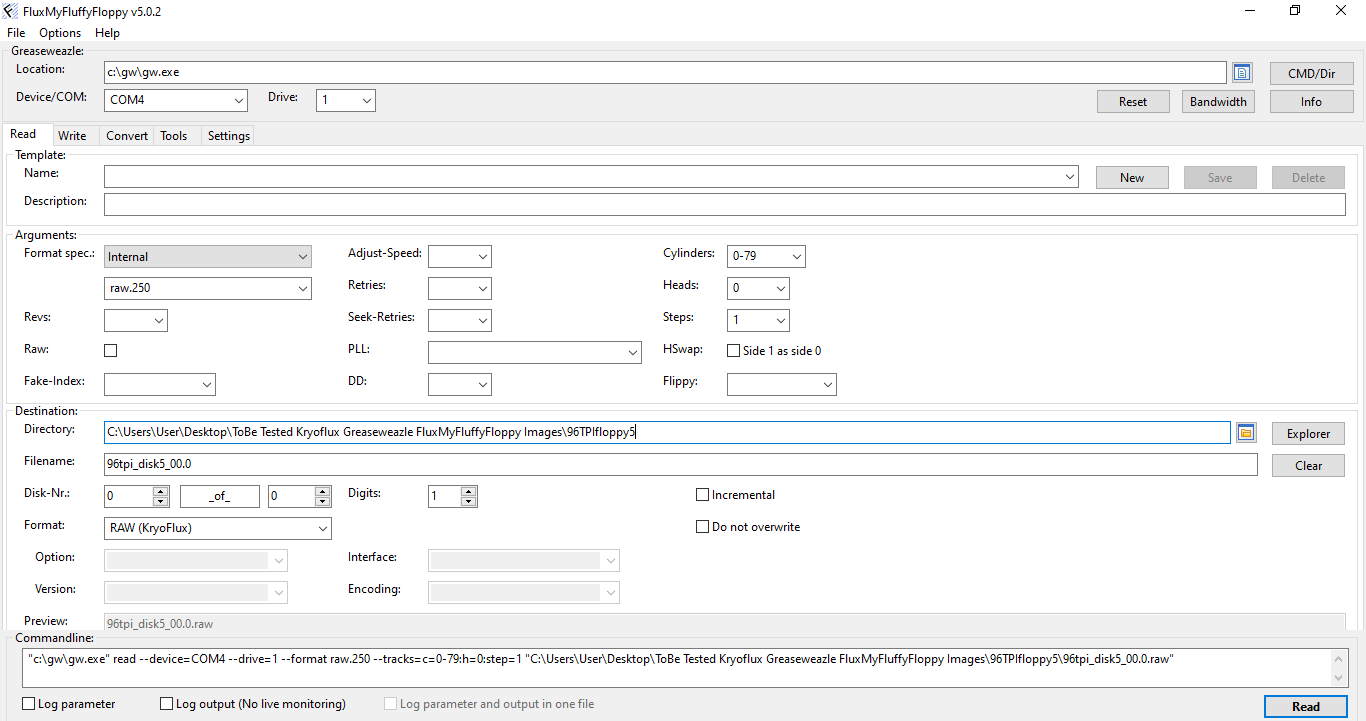 FluxMyFluffyFloppy v5.0.2
File Options Help
Greaseweazle:
Location: c:\gw\gw.exe CMD/Dir
Device/COM: COM4 Drive: 1 Reset Bandwidth Info
Read Write Convert Tools Settings
Template:
Name: New Save Delete
Description:
Arguments:
Format spec.: Internal Adjust-Speed: Cylinders: 0-79
raw.250 Retries: Heads: 0
Revs: Seek-Retries: Steps: 1
Raw: PLL: HSwap: Side 1 as side 0
Fake-Index: DD: Flippy:
Destination:
Directory: C:\Users\User\Desktop\ToBe Tested Kryoflux Greaseweazle FluxMyFluffyFloppy Images\96TPIfloppy5 Explorer
Filename: 96tpi_disk5_00.0 Clear
Disk-Nr.: 0 _of_ 0 Digits: 1 Incremental
Format: RAW (KryoFlux) Do not overwrite
Option: Interface:
Version: Encoding:
Preview: 96tpi_disk5_00.0.raw
Commandline:
"c:\gw\gw.exe" read --device=COM4 --drive=1 --format raw.250 --tracks=c=0-79:h=0:step=1 "C:\Users\User\Desktop\ToBe Tested Kryoflux Greaseweazle FluxMyFluffyFloppy Images\96TPIfloppy5\96tpi_disk5_00.0.raw"
Log parameter Log output (No live monitoring) Log parameter and output in one file Read